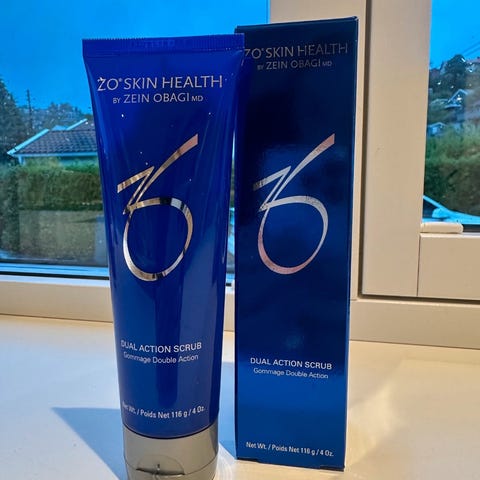 ZO® SKIN HEALTH
BY ZEIN OBAGI MD
DUAL ACTION SCRUB
Gommage Double Action
Net Wt. / Poids Net 116 g / 4 Oz.
ZO® SKIN HEALTH
BY ZEIN OBAGI MD
DUAL ACTION SCRUB
Gommage Double Action
Net Wt. / Poids Net 116 g / 4 Oz.